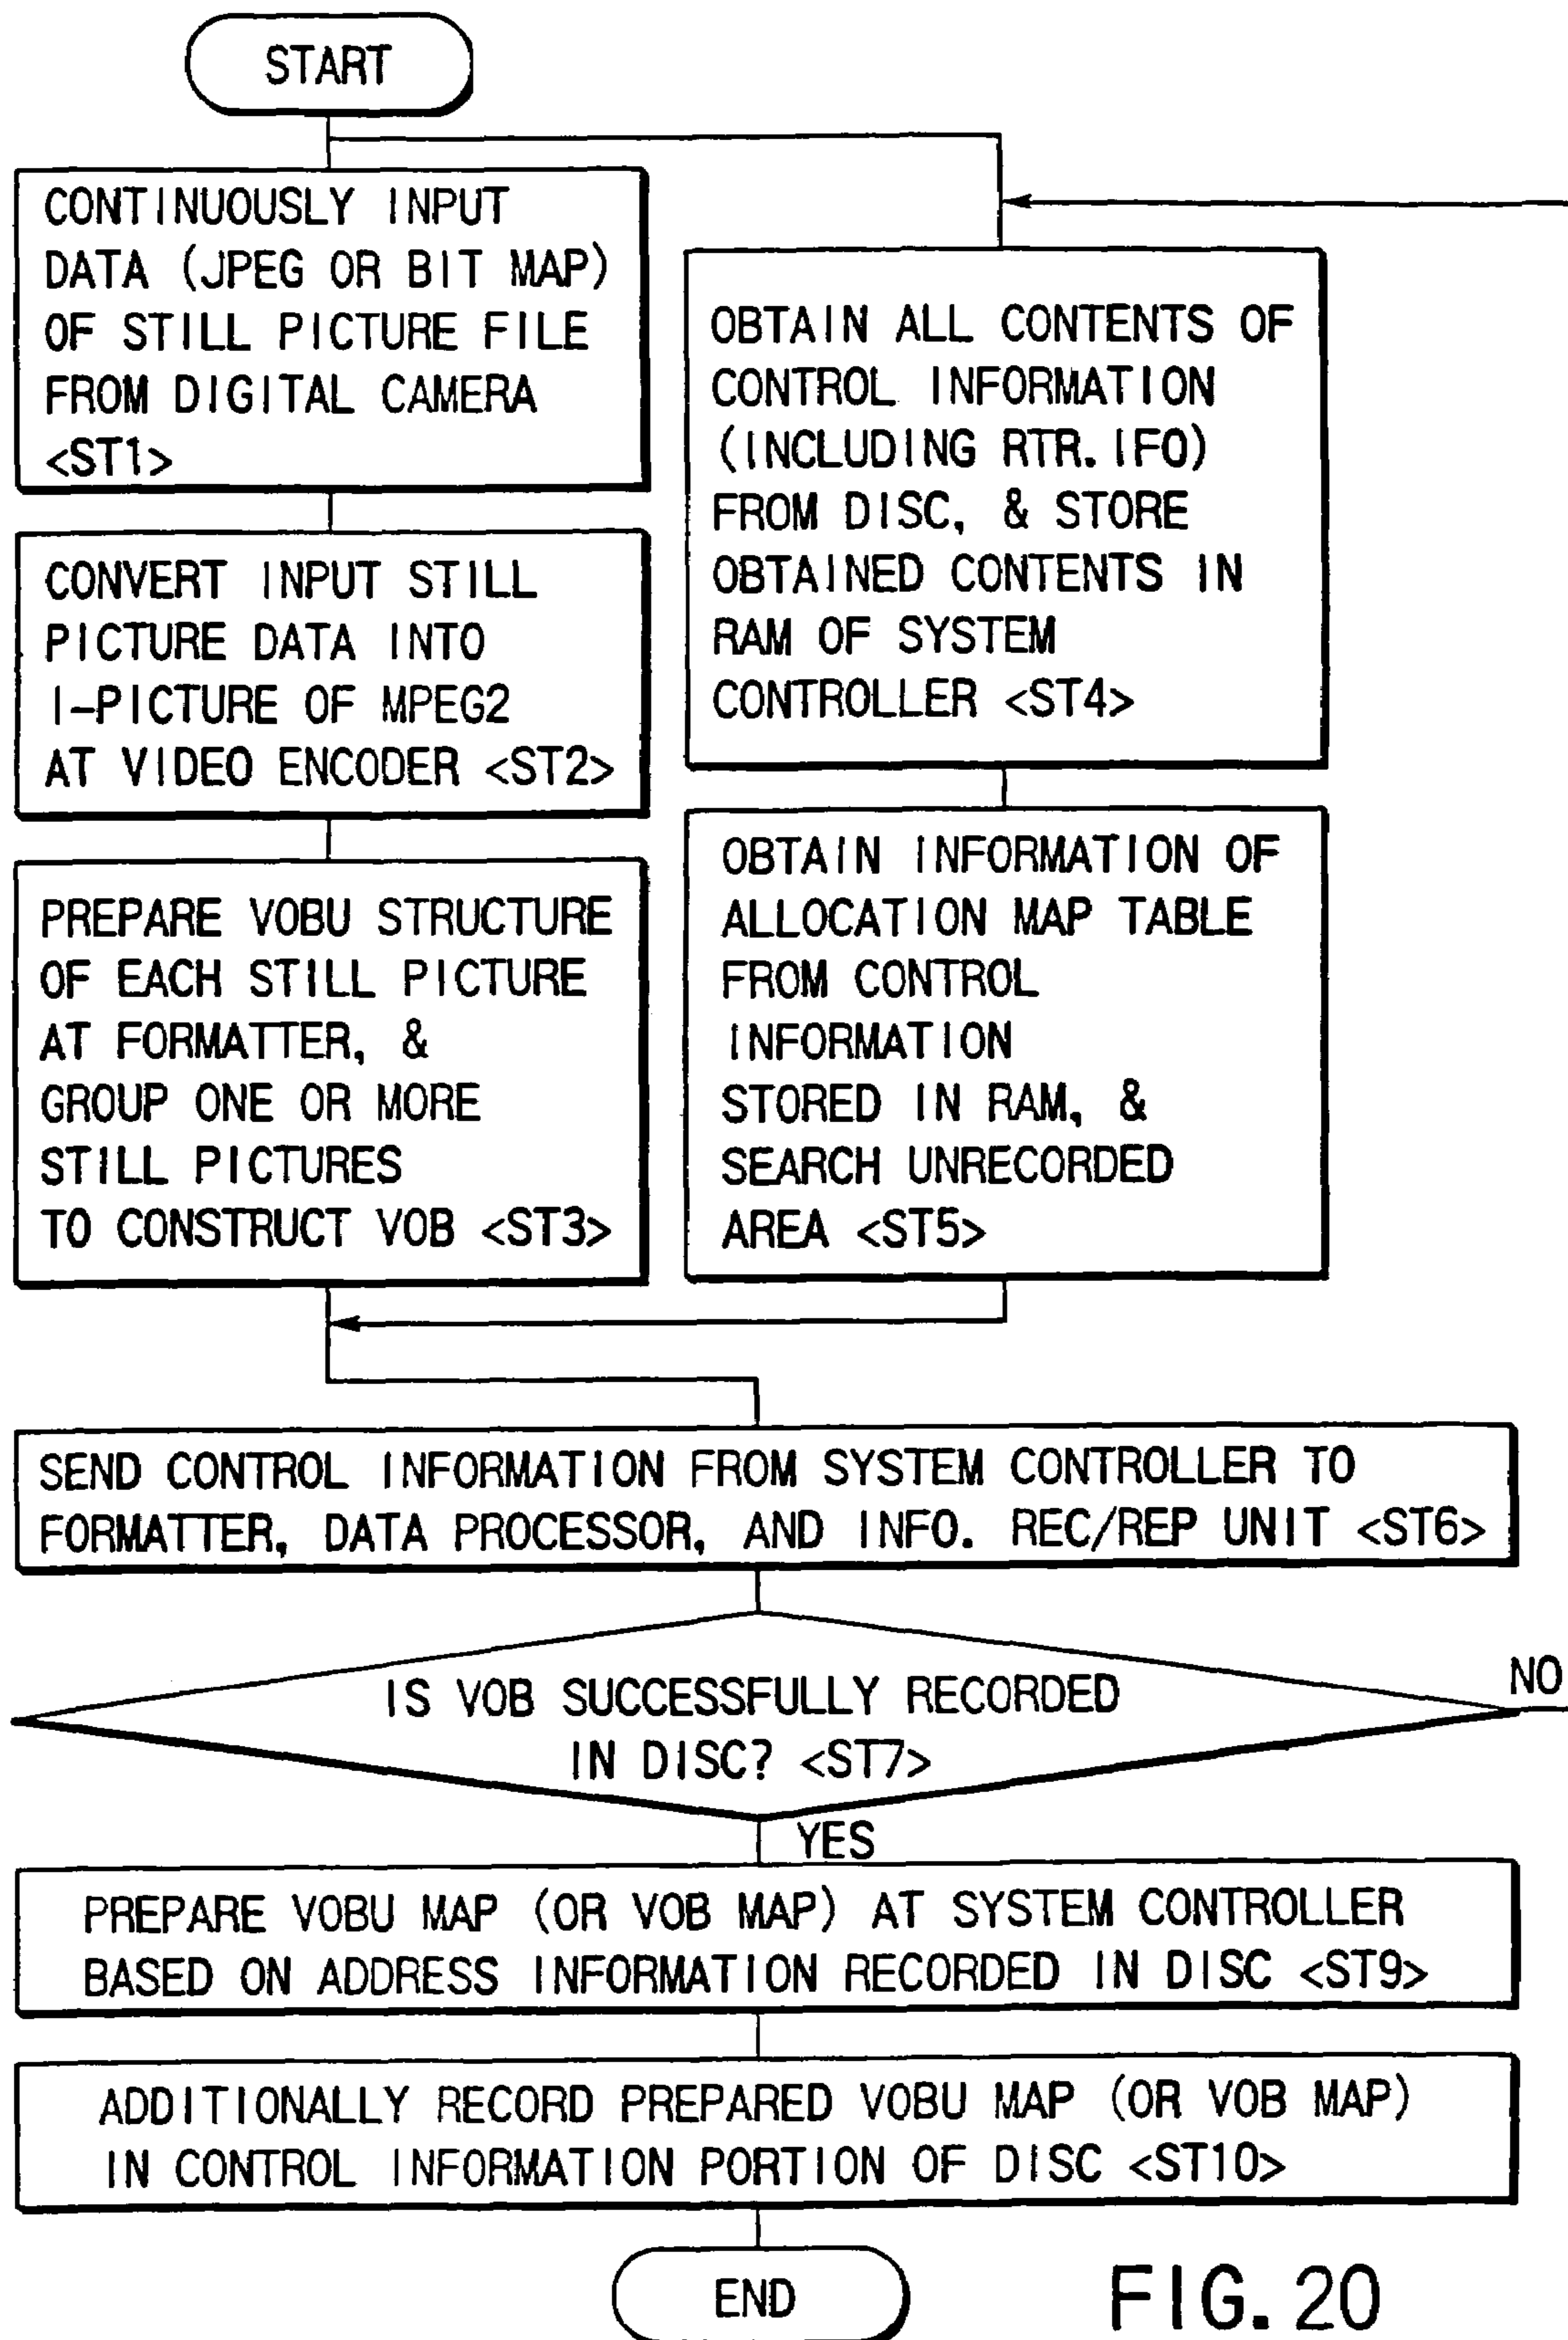 START
CONTINUOUSLY INPUT
DATA (JPEG OR BIT MAP)
OF STILL PICTURE FILE
FROM DIGITAL CAMERA
<ST1>
CONVERT INPUT STILL
PICTURE DATA INTO
I-PICTURE OF MPEG2
AT VIDEO ENCODER <ST2>
PREPARE VOBU STRUCTURE
OF EACH STILL PICTURE
AT FORMATTER, &
GROUP ONE OR MORE
STILL PICTURES
TO CONSTRUCT VOB <ST3>
OBTAIN ALL CONTENTS OF
CONTROL INFORMATION
(INCLUDING RTR. IFO)
FROM DISC, & STORE
OBTAINED CONTENTS IN
RAM OF SYSTEM
CONTROLLER <ST4>
OBTAIN INFORMATION OF
ALLOCATION MAP TABLE
FROM CONTROL
INFORMATION
STORED IN RAM, &
SEARCH UNRECORDED
AREA <ST5>
SEND CONTROL INFORMATION FROM SYSTEM CONTROLLER TO
FORMATTER, DATA PROCESSOR, AND INFO. REC/REP UNIT <ST6>
IS VOB SUCCESSFULLY RECORDED
IN DISC? <ST7>
NO
YES
PREPARE VOBU MAP (OR VOB MAP) AT SYSTEM CONTROLLER
BASED ON ADDRESS INFORMATION RECORDED IN DISC <ST9>
ADDITIONALLY RECORD PREPARED VOBU MAP (OR VOB MAP)
IN CONTROL INFORMATION PORTION OF DISC <ST10>
END
FIG. 20